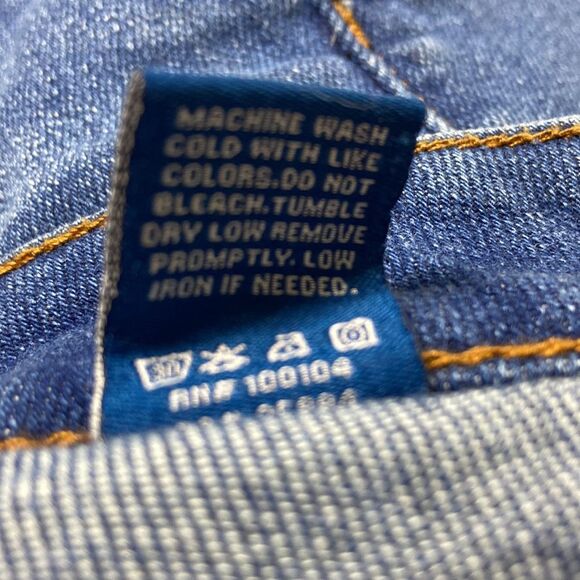 MACHINE WASH
COLD WITH LIKE
COLORS.DO NOT
BLEACH.TUMBLE
DRY LOW REMOVE
PROMPTLY. LOW
IRON IF NEEDED.
30
RN# 100104